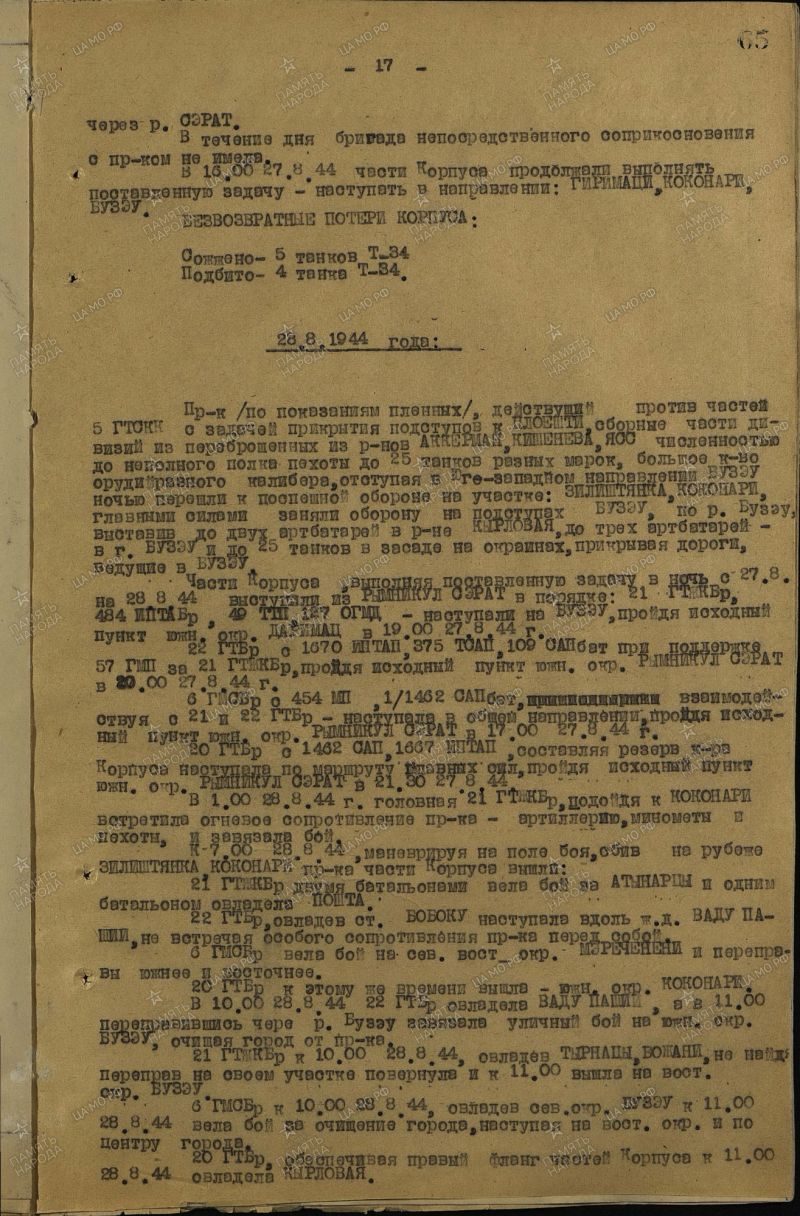 65
- 17 -
через р. СЭРАТ.
В течение дня бригада непосредственного соприкосновения
с пр-ком не имела.
В 16.00 27.8.44 части Корпуса продолжали выполнять
поставленную задачу - наступать в направлении: ГИРИМАЦИ, КОКОНАРИ,
БУЗЭУ.
БЕЗВОЗВРАТНЫЕ ПОТЕРИ КОРПУСА:
Сожжено- 5 танков Т-34
Подбито- 4 танка Т-34.
28.8.1944 года:
Пр-к /по показаниям пленных/, действущий против частей
5 ГТСКК с задачей прикрытия подступов к ПЛОЕШТИ, сборные части ди-
визий из переброшенных из р-нов АККЕРМАН, КИШЕНЕВА, ЯСС численностью
до неполного полка пехоты до 25 танков разных марок, большое к-во
орудий разного калибера, отступая в Юго-западном направлении БУЗЭУ
ночью перешли к поспешной обороне на участке: ЗИЛИШТЯНКА, КОКОНАРИ,
главными силами заняли оборону на подступах БУЗЭУ, по р. Бузэу,
выставив до двух артбатарей в р-не КЫРЛОВАЯ, до трех артбатарей -
в г. БУЗЭУ и до 25 танков в засаде на окраинах, прикрывая дороги,
ведущие в БУЗЭУ.
Части Корпуса, выполняя поставленную задачу в ночь с 27.8.
на 28 8 44 выступали из РЫМНИКУЛ СЭРАТ в порядке: 21 ГТЖКБр,
484 ИПТАБр, 49 ТТП, 127 ОГМД - наступали на БУЗЭУ, пройдя исходный
пункт южн. окр. ДАРИМАЦ в 19.00 27.8.44 г.
22 ГТБр с 1670 ИПТАП, 375 ТСАП, 109 САПбат при поддержке
57 ГМП за 21 ГТЖКБр, пройдя исходный пункт южн. окр. РЫМНИКУЛ СЭРАТ
в 20.00 27.8.44 г.
6 ГМСБр с 454 МП, 1/1462 САПбат, взаимодей-
ствуя с 21 и 22 ГТБр - наступала в общем направлении, пройдя исход-
ный пункт южн. окр. РЫМНИКУЛ СЭРАТ в 17.00 27.8.44 г.
20 ГТБр с 1462 САП, 1667 ИПТАП, составляя резерв к-ра
Корпуса наступала по маршруту главных сил, пройдя исходный пункт
южн. окр. РЫМНИКУЛ СЭРАТ в 21.30 27.8.44 г.
В 1.00 28.8.44 г. головная 21 ГТЖКБр, подойдя к КОКОНАРИ
встретила огневое сопротивление пр-ка - артиллерию, минометы и
пехоты, и завязала бой.
К 7.00 28.8.44, маневрируя на поле боя, сбив на рубеже
ЗИЛИШТЯНКА, КОКОНАРИ пр-ка части Корпуса вышли:
21 ГТЖКБр двумя батальонами вела бой за АТЫНАРЦЫ и одним
батальоном овладела ПОШТА.
22 ГТБр, овладев ст. БОБОКУ наступала вдоль ж.д. ВАДУ ПА-
ШИЙ, не встречая особого сопротивления пр-ка перед собой.
6 ГМСБр вела бой на сев. вост. окр. МЭРЕЧЕНЕНИ и перепра-
вы южнее и восточнее.
20 ГТБр к этому же времени вышла - южн. окр. КОКОНАРИ.
В 10.00 28.8.44 22 ГТБр овладела ВАДУ ПАШИЙ, а в 11.00
переправившись чере р. Бузэу завязала уличный бой на южн. окр.
БУЗЭУ, очищая город от пр-ка.
21 ГТЖКБр к 10.00 28.8.44, овладев ТЫРНАЦЫ, БОЖАНИ, не найдя
переправ на своем участке повернула и к 11.00 вышла на вост.
окр. БУЗЭУ.
6 ГМСБр к 10.00 28.8.44, овладев сев. окр. БУЗЭУ к 11.00
28.8.44 вела бой за очищение города, наступая на вост. окр. и по
центру города.
20 ГТБр, обеспечивая правый фланг частей Корпуса к 11.00
28.8.44 овладела КЫРЛОВАЯ.